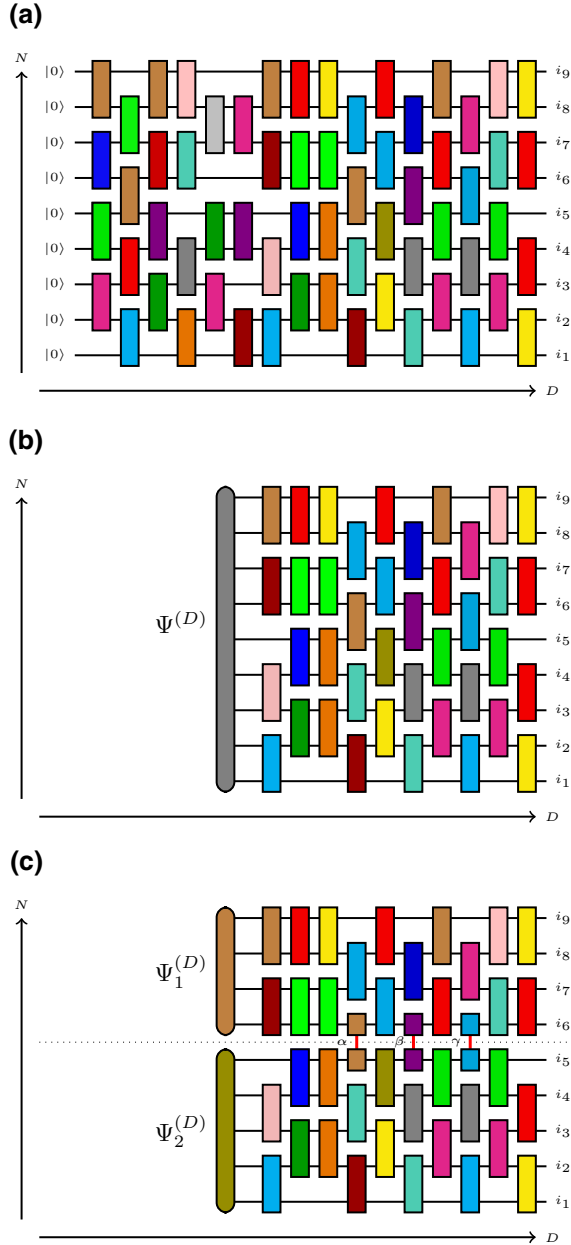 (a)
N
|0⟩ i₉
|0⟩ i₈
|0⟩ i₇
|0⟩ i₆
|0⟩ i₅
|0⟩ i₄
|0⟩ i₃
|0⟩ i₂
|0⟩ i₁
D
(b)
N
i₉
i₈
i₇
i₆
Ψ^(D) i₅
i₄
i₃
i₂
i₁
D
(c)
N
i₉
Ψ₁^(D) i₈
i₇
i₆
α β γ
i₅
i₄
Ψ₂^(D) i₃
i₂
i₁
D